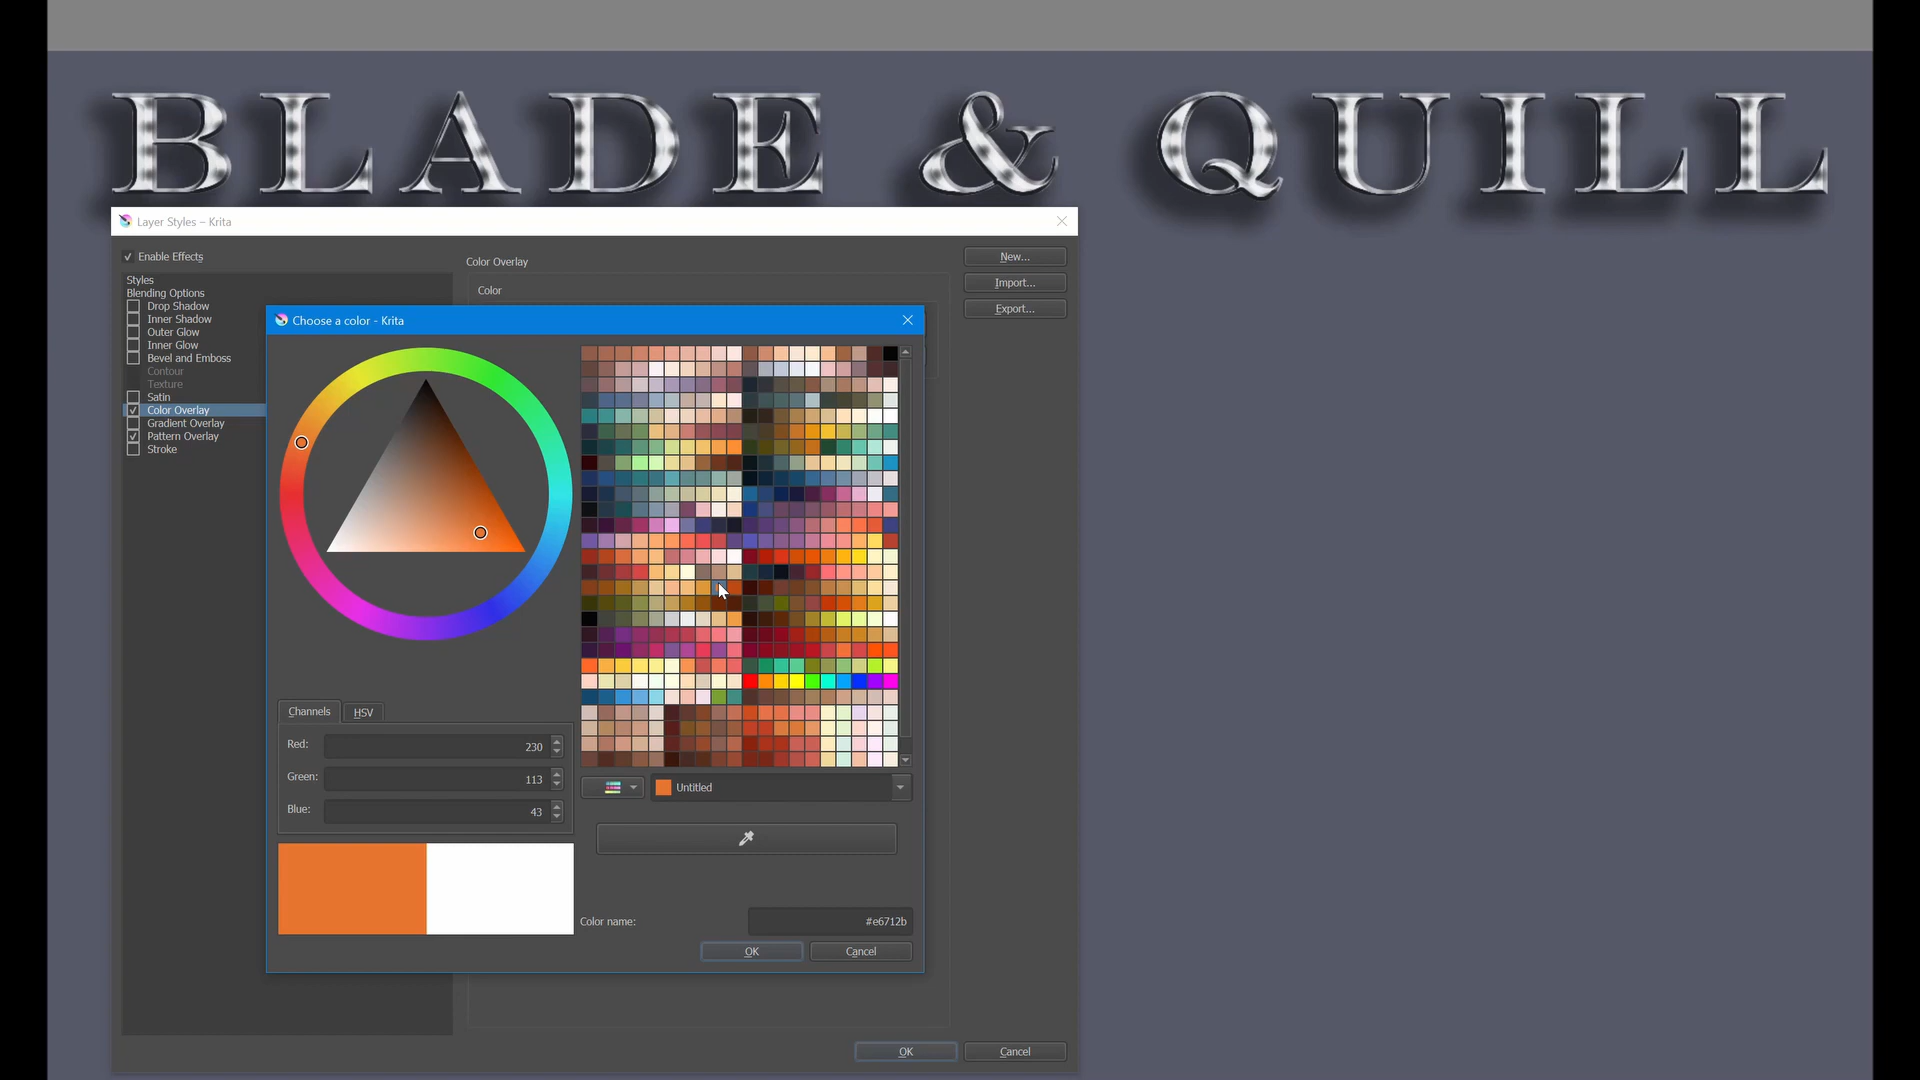 BLADE & QUILL
Layer Styles – Krita
Enable Effects
Styles
Blending Options
Drop Shadow
Inner Shadow
Outer Glow
Inner Glow
Bevel and Emboss
Contour
Texture
Satin
Color Overlay
Gradient Overlay
Pattern Overlay
Stroke
Color Overlay
Color
New...
Import...
Export...
Choose a color - Krita
Channels
HSV
Red:
230
Green:
113
Blue:
43
Untitled
Color name:
#e6712b
OK
Cancel
OK
Cancel